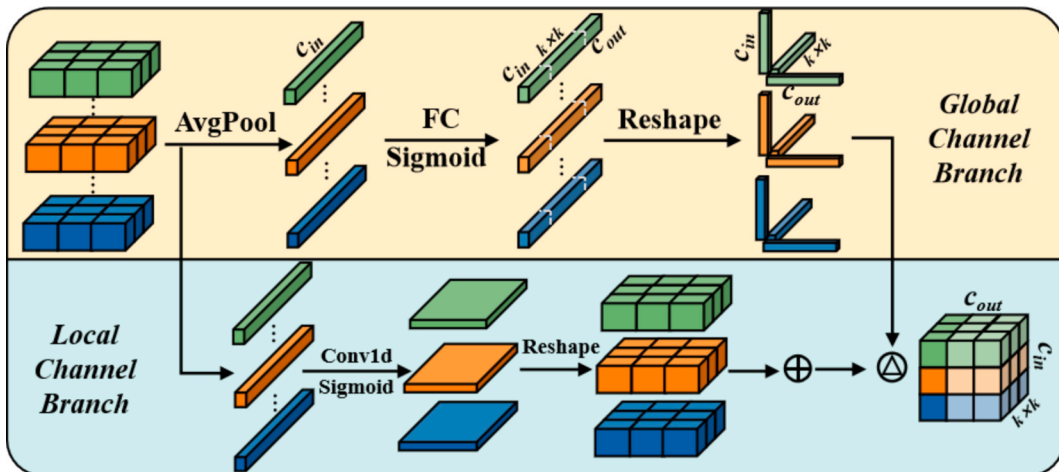 c_in
c_in k×k c_out
c_in
k×k
c_out
AvgPool
FC
Sigmoid
Reshape
Global
Channel
Branch
Local
Channel
Branch
Conv1d
Sigmoid
Reshape
c_out
c_in
k×k